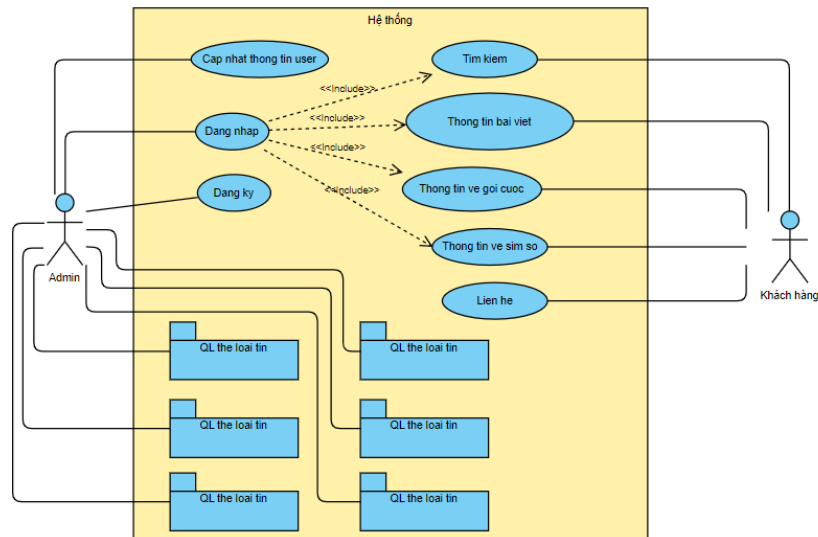 Hệ thống
Cap nhat thong tin user
Tim kiem
<<Include>>
Dang nhap
<<Include>>
Thong tin bai viet
<<Include>>
Dang ky
<<Include>>
Thong tin ve goi cuoc
Thong tin ve sim so
Admin
Lien he
Khách hàng
QL the loai tin
QL the loai tin
QL the loai tin
QL the loai tin
QL the loai tin
QL the loai tin